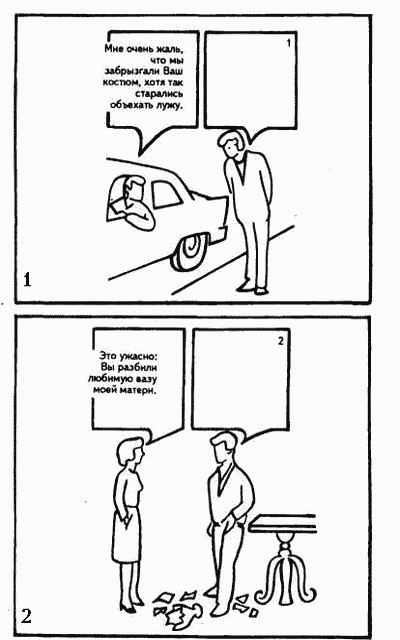 Мне очень жаль,
что мы
забрызгали Ваш
костюм, хотя так
старались
объехать лужу.
1
1
Это ужасно:
Вы разбили
любимую вазу
моей матери.
2
2